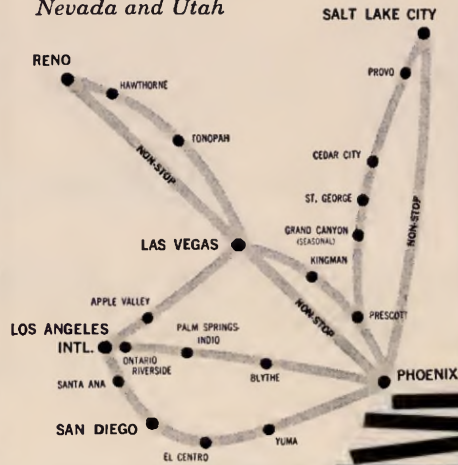 Nevada and Utah
SALT LAKE CITY
RENO
HAWTHORNE
PROVO
TONOPAH
NON-STOP
CEDAR CITY
ST. GEORGE
NON-STOP
GRAND CANYON
(SEASONAL)
LAS VEGAS
KINGMAN
NON-STOP
APPLE VALLEY
PRESCOTT
LOS ANGELES
INTL.
PALM SPRINGS-
INDIO
ONTARIO
RIVERSIDE
BLYTHE
PHOENIX
SANTA ANA
SAN DIEGO
YUMA
EL CENTRO